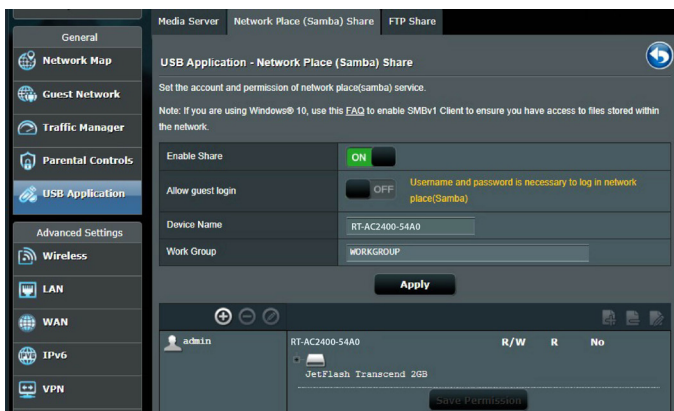 Media Server
Network Place (Samba) Share
FTP Share
General
Network Map
Guest Network
Traffic Manager
Parental Controls
USB Application
Advanced Settings
Wireless
LAN
WAN
IPv6
VPN
USB Application - Network Place (Samba) Share
Set the account and permission of network place(samba) service.
Note: If you are using Windows® 10, use this FAQ to enable SMBv1 Client to ensure you have access to files stored within
the network.
Enable Share
ON
Allow guest login
OFF
Username and password is necessary to log in network
place(Samba)
Device Name
RT-AC2400-54A0
Work Group
WORKGROUP
Apply
admin
RT-AC2400-54A0
R/W
R
No
JetFlash Transcend 2GB
Save Permission